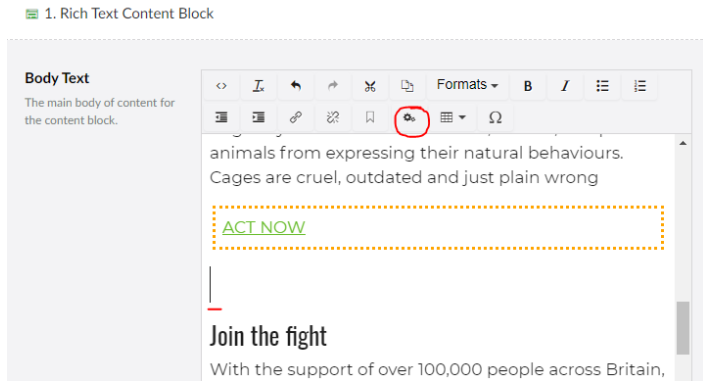 1. Rich Text Content Block
Body Text
The main body of content for
the content block.
Formats
B I
Ω
animals from expressing their natural behaviours.
Cages are cruel, outdated and just plain wrong
ACT NOW
Join the fight
With the support of over 100,000 people across Britain,